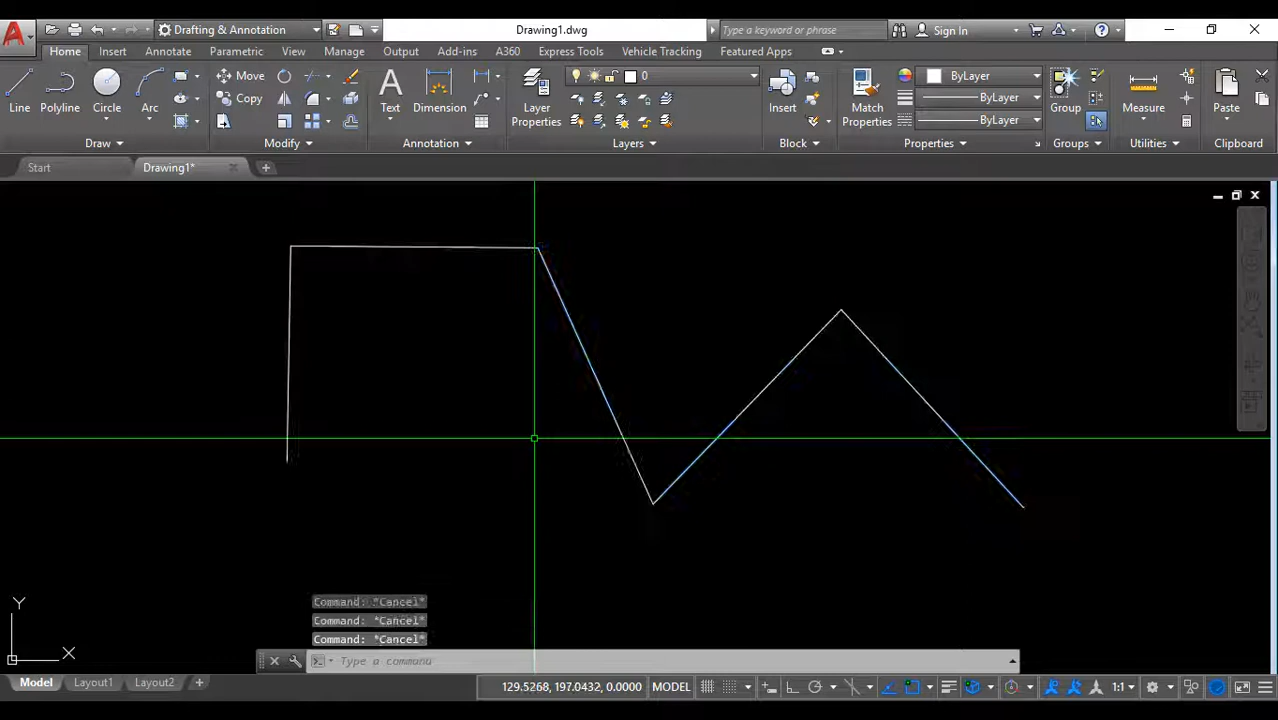 A Drafting & Annotation Drawing1.dwg Type a keyword or phrase Sign In ?
Home Insert Annotate Parametric View Manage Output Add-ins A360 Express Tools Vehicle Tracking Featured Apps
Line Polyline Circle Arc Move Copy A Text Dimension Layer Properties 0 Insert Match Properties ByLayer ByLayer ByLayer Group Measure Paste
Draw Modify Annotation Layers Block Properties Groups Utilities Clipboard
Start Drawing1*
Command: *Cancel*
Command: *Cancel*
Command: *Cancel*
Y
X
Type a command
Model Layout1 Layout2 129.5268, 197.0432, 0.0000 MODEL 1:1